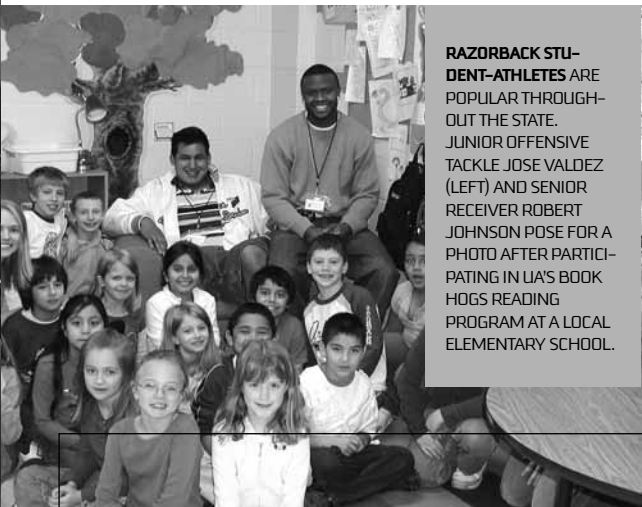 RAZORBACK STU-
DENT-ATHLETES ARE
POPULAR THROUGH-
OUT THE STATE.
JUNIOR OFFENSIVE
TACKLE JOSE VALDEZ
(LEFT) AND SENIOR
RECEIVER ROBERT
JOHNSON POSE FOR A
PHOTO AFTER PARTICI-
PATING IN UA'S BOOK
HOGS READING
PROGRAM AT A LOCAL
ELEMENTARY SCHOOL.